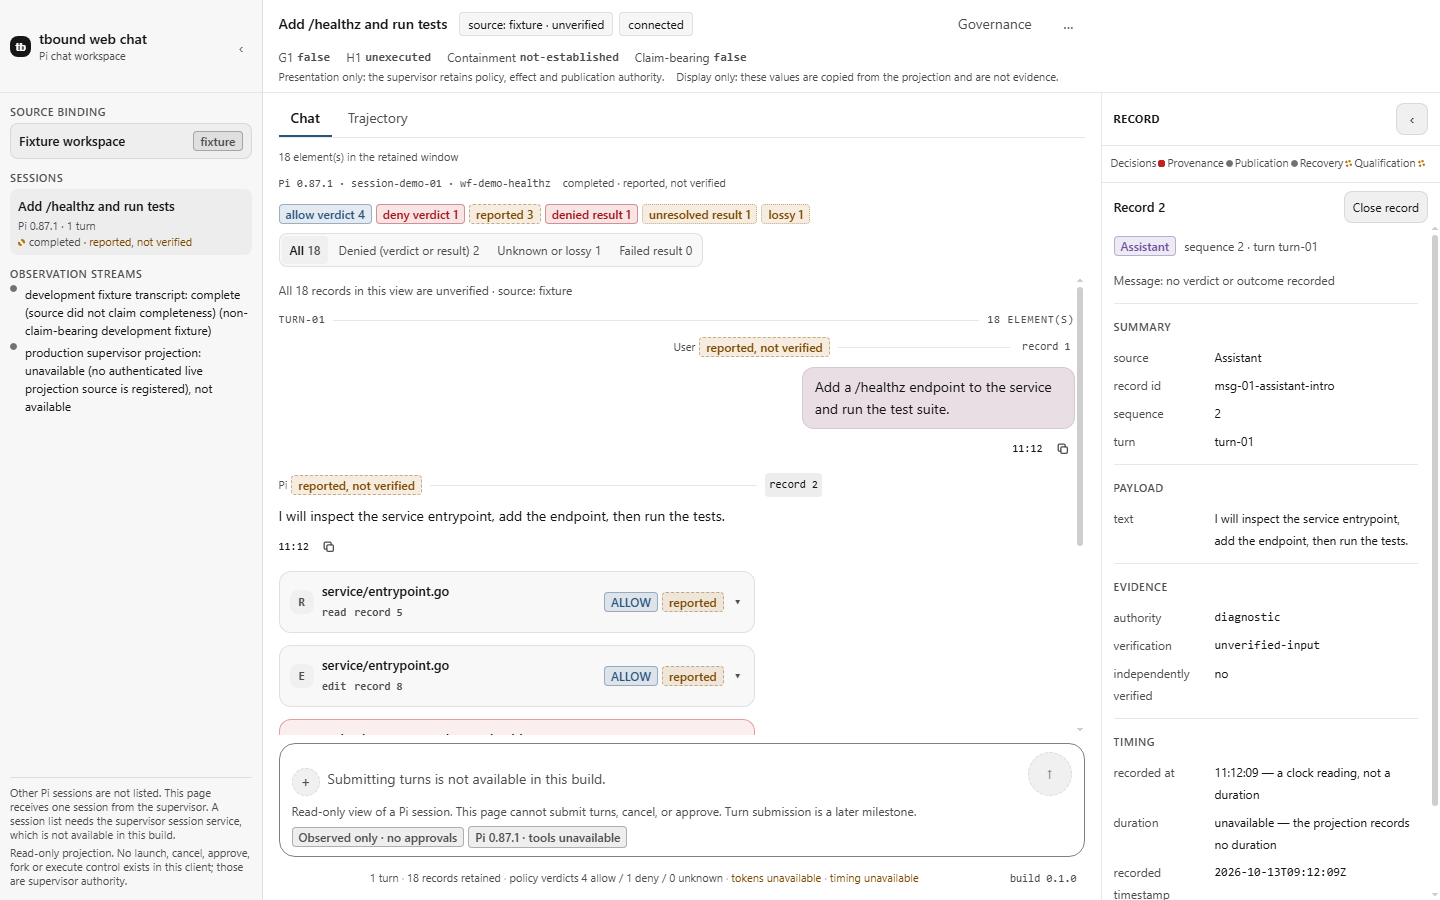 tb
tbound web chat
Pi chat workspace
‹
SOURCE BINDING
Fixture workspace
fixture
SESSIONS
Add /healthz and run tests
Pi 0.87.1 · 1 turn
completed · reported, not verified
OBSERVATION STREAMS
development fixture transcript: complete
(source did not claim completeness) (non-
claim-bearing development fixture)
production supervisor projection:
unavailable (no authenticated live
projection source is registered), not
available
Other Pi sessions are not listed. This page
receives one session from the supervisor. A
session list needs the supervisor session service,
which is not available in this build.
Read-only projection. No launch, cancel, approve,
fork or execute control exists in this client; those
are supervisor authority.
Add /healthz and run tests
source: fixture · unverified
connected
Governance
...
G1 false H1 unexecuted Containment not-established Claim-bearing false
Presentation only: the supervisor retains policy, effect and publication authority. Display only: these values are copied from the projection and are not evidence.
Chat
Trajectory
18 element(s) in the retained window
Pi 0.87.1 · session-demo-01 · wf-demo-healthz completed · reported, not verified
allow verdict 4
deny verdict 1
reported 3
denied result 1
unresolved result 1
lossy 1
All 18
Denied (verdict or result) 2
Unknown or lossy 1
Failed result 0
All 18 records in this view are unverified · source: fixture
TURN-01
18 ELEMENT(S)
User reported, not verified
record 1
Add a /healthz endpoint to the service
and run the test suite.
11:12
Pi reported, not verified
record 2
I will inspect the service entrypoint, add the endpoint, then run the tests.
11:12
R
service/entrypoint.go
read record 5
ALLOW
reported
▾
E
service/entrypoint.go
edit record 8
ALLOW
reported
▾
+
Submitting turns is not available in this build.
↑
Read-only view of a Pi session. This page cannot submit turns, cancel, or approve. Turn submission is a later milestone.
Observed only · no approvals
Pi 0.87.1 · tools unavailable
1 turn · 18 records retained · policy verdicts 4 allow / 1 deny / 0 unknown · tokens unavailable · timing unavailable
build 0.1.0
RECORD
‹
Decisions Provenance Publication Recovery Qualification
Record 2
Close record
Assistant
sequence 2 · turn turn-01
Message: no verdict or outcome recorded
SUMMARY
source Assistant
record id msg-01-assistant-intro
sequence 2
turn turn-01
PAYLOAD
text I will inspect the service entrypoint,
add the endpoint, then run the tests.
EVIDENCE
authority diagnostic
verification unverified-input
independently no
verified
TIMING
recorded at 11:12:09 — a clock reading, not a
duration
duration unavailable — the projection records
no duration
recorded 2026-10-13T09:12:09Z
timestamp